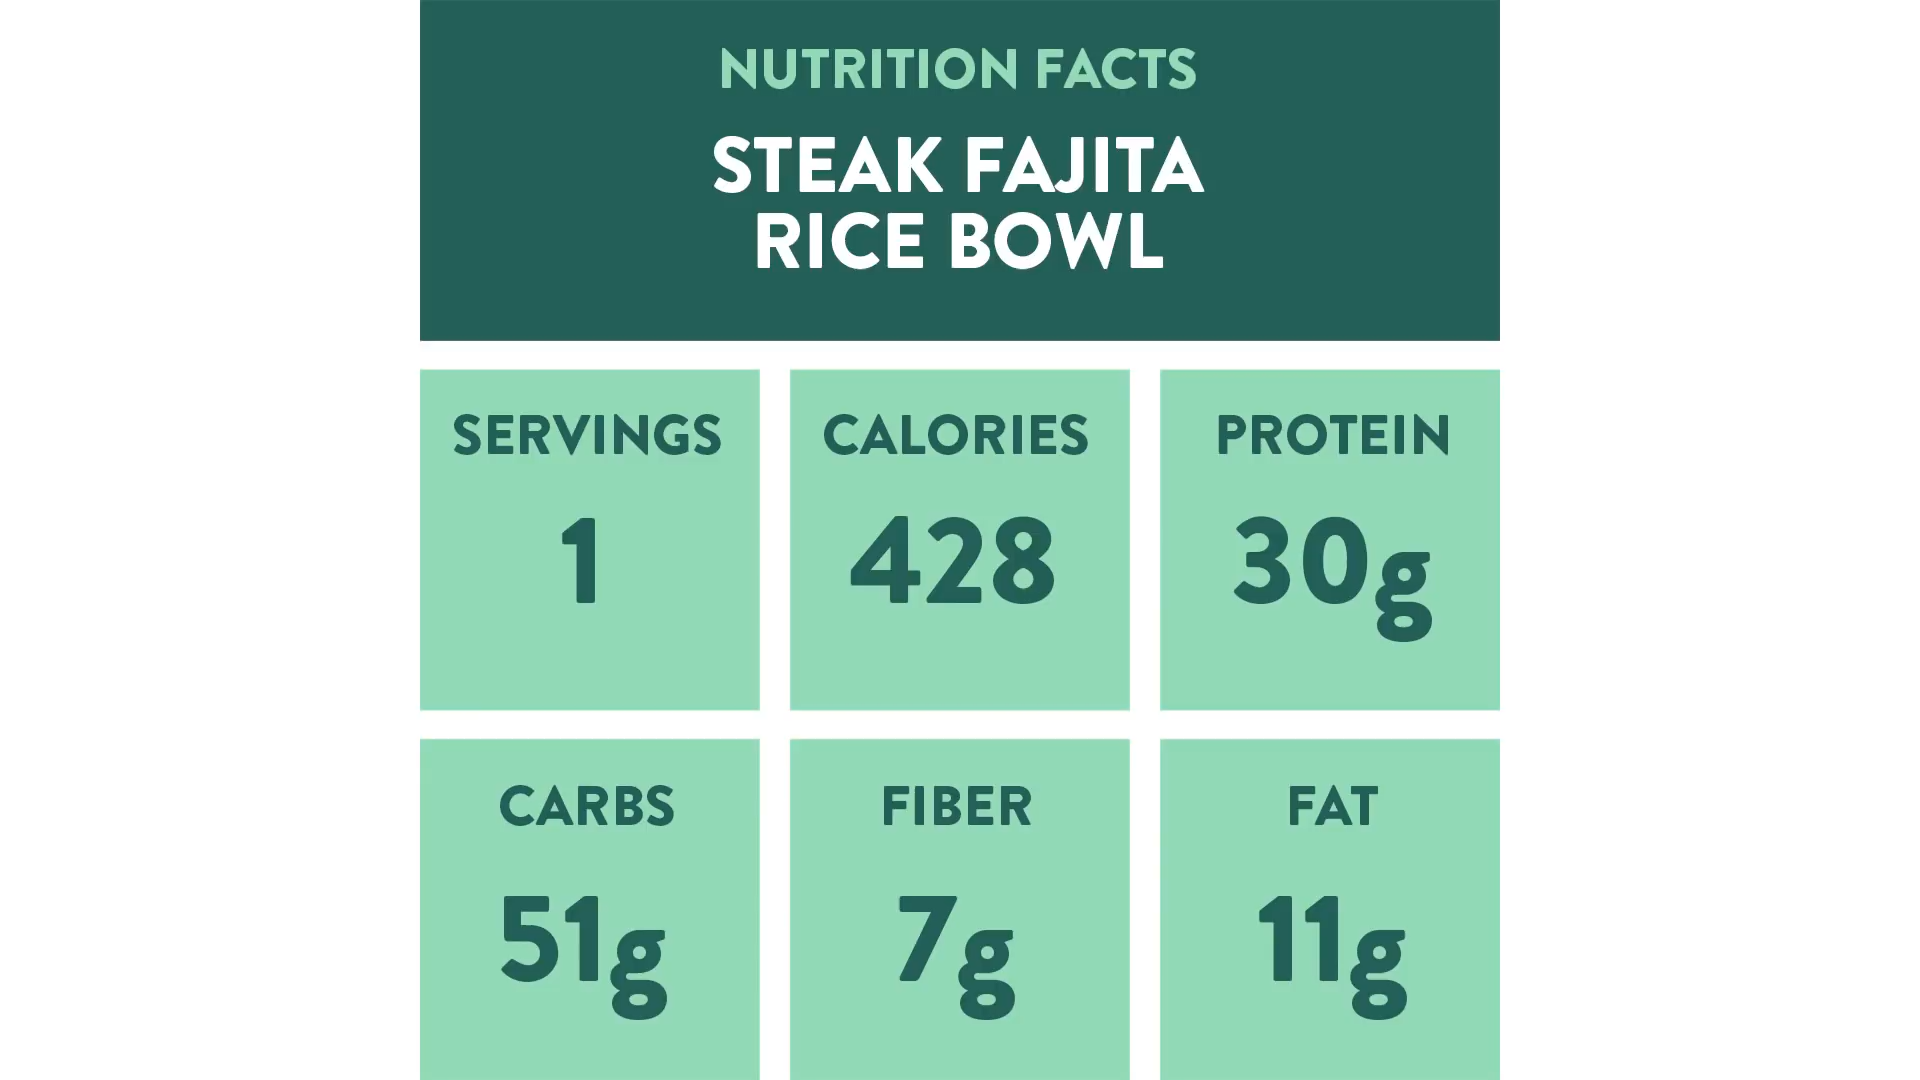 NUTRITION FACTS
STEAK FAJITA
RICE BOWL
SERVINGS
1
CALORIES
428
PROTEIN
30g
CARBS
51g
FIBER
7g
FAT
11g